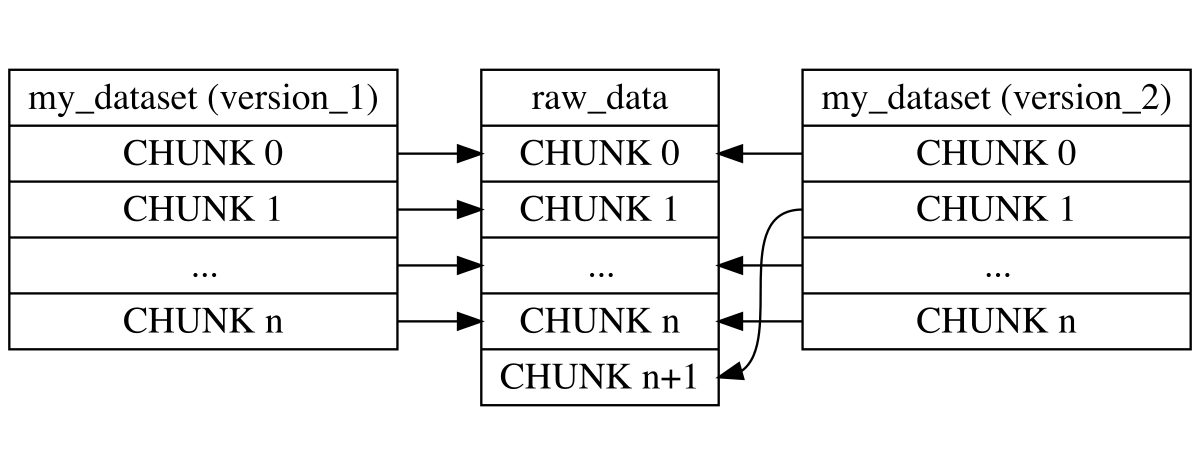 my_dataset (version_1)
CHUNK 0
CHUNK 1
...
CHUNK n
raw_data
CHUNK 0
CHUNK 1
...
CHUNK n
CHUNK n+1
my_dataset (version_2)
CHUNK 0
CHUNK 1
...
CHUNK n